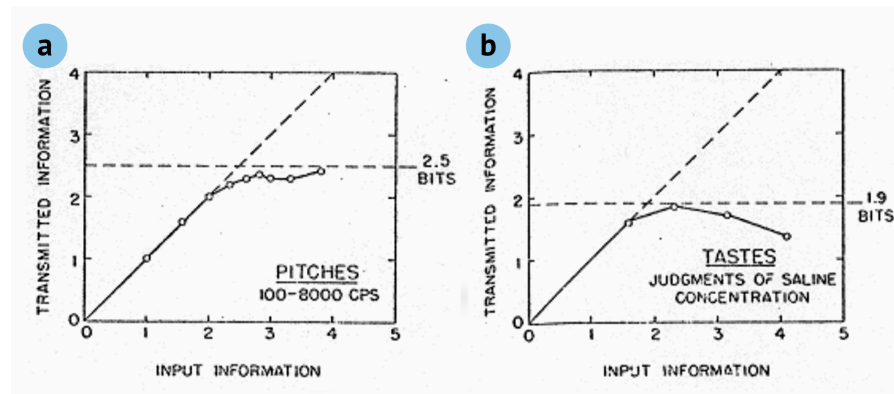 a
TRANSMITTED INFORMATION
4
3
2
1
0
0 1 2 3 4 5
INPUT INFORMATION
2.5
BITS
PITCHES
100-8000 CPS
b
TRANSMITTED INFORMATION
4
3
2
1
0
0 1 2 3 4 5
INPUT INFORMATION
1.9
BITS
TASTES
JUDGMENTS OF SALINE
CONCENTRATION